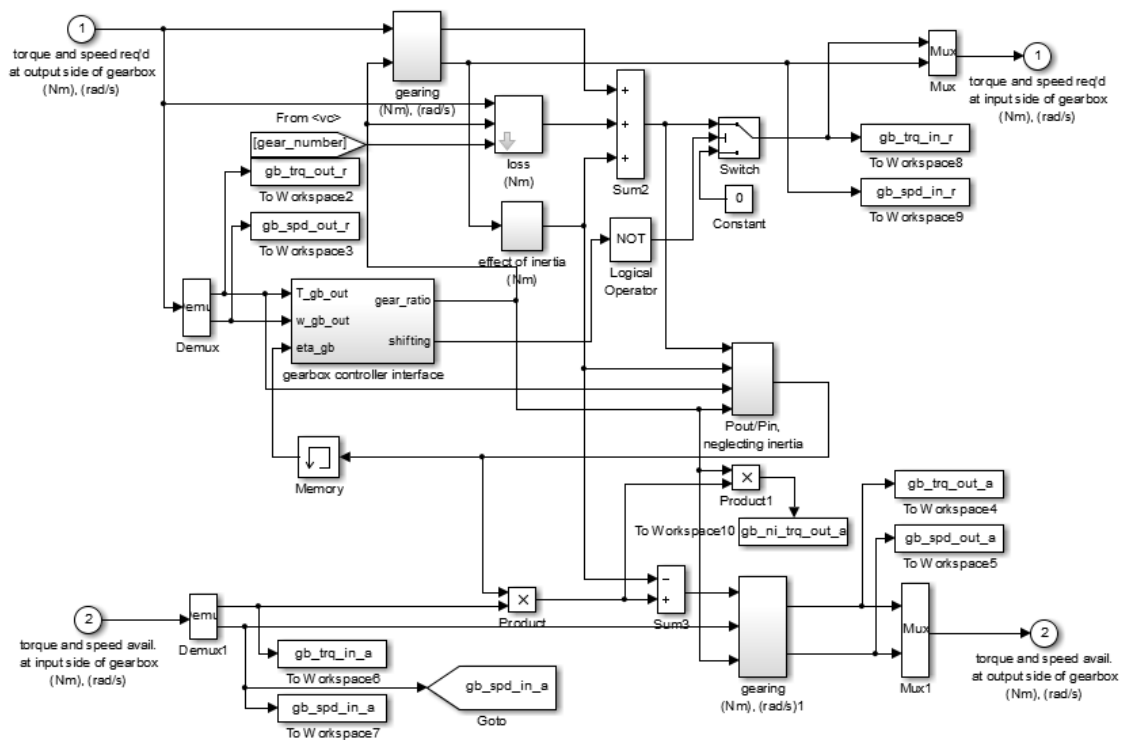 1
torque and speed req'd
at output side of gearbox
(Nm), (rad/s)
gearing
(Nm), (rad/s)
From <vc>
[gear_number]
loss
(Nm)
+
+
+
Sum2
Switch
0
Constant
Mux
Mux
1
torque and speed req'd
at input side of gearbox
(Nm), (rad/s)
gb_trq_in_r
To Workspace8
gb_spd_in_r
To Workspace9
gb_trq_out_r
To Workspace2
gb_spd_out_r
To Workspace3
effect of inertia
(Nm)
NOT
Logical
Operator
emu
Demux
T_gb_out
w_gb_out
eta_gb
gear_ratio
shifting
gearbox controller interface
Pout/Pin,
neglecting inertia
Memory
×
Product1
To Workspace10
gb_ni_trq_out_a
gb_trq_out_a
To Workspace4
gb_spd_out_a
To Workspace5
2
torque and speed avail.
at input side of gearbox
(Nm), (rad/s)
emu
Demux1
×
Product
−
+
Sum3
gearing
(Nm), (rad/s)1
Mux
Mux1
2
torque and speed avail.
at output side of gearbox
(Nm), (rad/s)
gb_trq_in_a
To Workspace6
gb_spd_in_a
To Workspace7
gb_spd_in_a
Goto